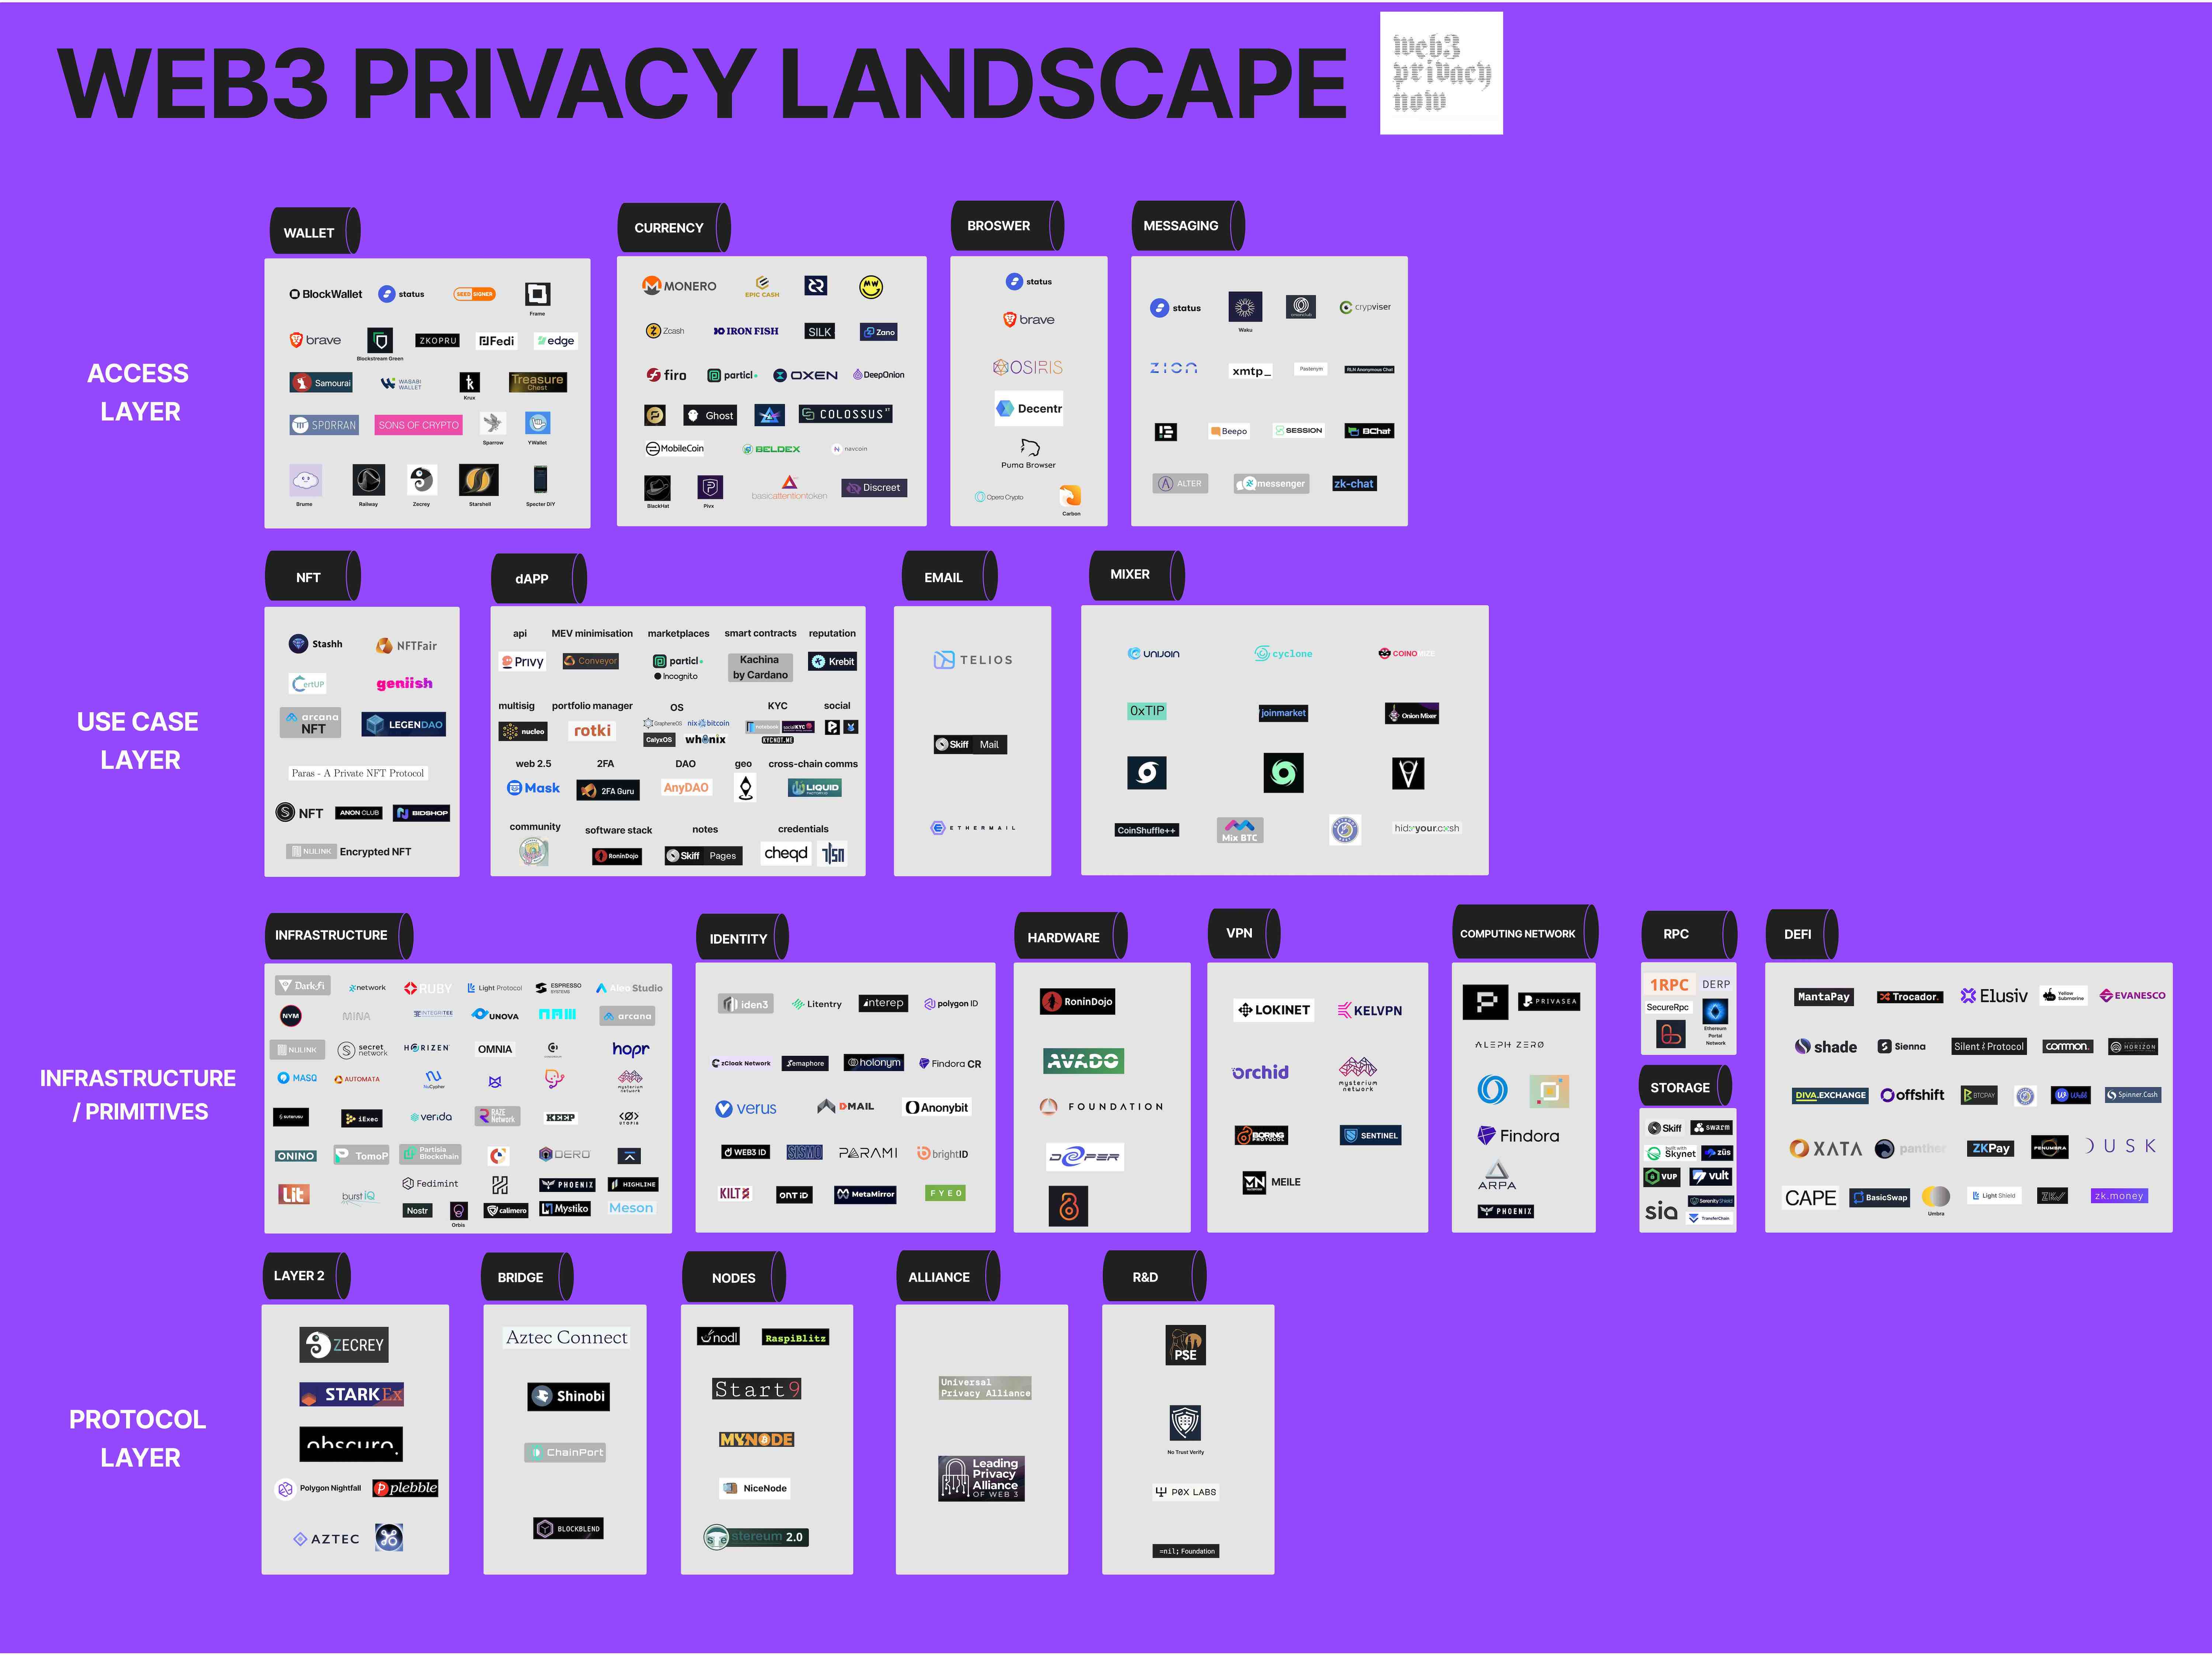 WEB3 PRIVACY LANDSCAPE
web3
privacy
now
ACCESS
LAYER
WALLET
BlockWallet
status
SEED SIGNER
Frame
brave
Blockstream Green
ZKOPRU
Fedi
edge
Samourai
WASABI
WALLET
Krux
Treasure
Chest
SPORRAN
SONS OF CRYPTO
Sparrow
YWallet
Brume
Railway
Zecrey
Starshell
Specter DIY
CURRENCY
MONERO
EPIC CASH
MW
Zcash
IRON FISH
SILK
Zano
firo
particl
OXEN
DeepOnion
Ghost
COLOSSUS XT
MobileCoin
BELDEX
navcoin
BlackHat
Pivx
basicattentiontoken
Discreet
BROSWER
status
brave
OSIRIS
Decentr
Puma Browser
Opera Crypto
Carbon
MESSAGING
status
Waku
crypviser
ZION
xmtp_
Pastenym
RLN Anonymous Chat
Beepo
SESSION
BChat
ALTER
messenger
zk-chat
USE CASE
LAYER
NFT
Stashh
NFTFair
CertUP
geniish
arcana
NFT
LEGENDAO
Paras - A Private NFT Protocol
NFT
ANON CLUB
BIDSHOP
NULINK
Encrypted NFT
dAPP
api
MEV minimisation
marketplaces
smart contracts
reputation
Privy
Conveyor
particl
Incognito
Kachina
by Cardano
Krebit
multisig
portfolio manager
OS
KYC
social
nucleo
rotki
GrapheneOS
nix bitcoin
CalyxOS
whonix
socialKYC
KYCNOT.ME
web 2.5
2FA
DAO
geo
cross-chain comms
Mask
2FA Guru
AnyDAO
LIQUID
community
software stack
notes
credentials
RoninDojo
Skiff Pages
cheqd
EMAIL
TELIOS
Skiff Mail
ETHERMAIL
MIXER
UNIJOIN
cyclone
COINOMIZE
0xTIP
joinmarket
Onion Mixer
CoinShuffle++
Mix BTC
hideyour.cash
INFRASTRUCTURE
/ PRIMITIVES
INFRASTRUCTURE
DarkFi
network
RUBY
Light Protocol
ESPRESSO
SYSTEMS
Aleo Studio
NYM
MINA
INTEGRITEE
UNOVA
arcana
NULINK
secret
network
HORIZEN
OMNIA
hopr
MASQ
AUTOMATA
NuCypher
mysterium
network
suterusu
iExec
verida
RAZE
Network
KEEP
UTOPIA
ONINO
TomoP
Partisia
Blockchain
DERO
Lit
burst IQ
Fedimint
PHOENIX
HIGHLINE
Nostr
Orbis
calimero
Mystiko
Meson
IDENTITY
iden3
Litentry
interep
polygon ID
zCloak Network
Semaphore
holonym
Findora CR
verus
DMAIL
Anonybit
WEB3 ID
SISMO
PARAMI
brightID
KILT
ONT ID
MetaMirror
FYEO
HARDWARE
RoninDojo
AVADO
FOUNDATION
DEEPER
VPN
LOKINET
KELVPN
orchid
mysterium
network
BORING
PROTOCOL
SENTINEL
MEILE
COMPUTING NETWORK
PRIVASEA
ALEPH ZERO
Findora
ARPA
PHOENIX
RPC
1RPC
DERP
SecureRpc
Ethereum
Portal
Network
STORAGE
Skiff
swarm
Skynet
züs
VUP
vult
Sia
Serenity Shield
TransferChain
DEFI
MantaPay
Trocador.
Elusiv
Yellow
Submarine
EVANESCO
shade
Sienna
Silent Protocol
common.
HORIZON
DIVA.EXCHANGE
offshift
BTCPAY
Spinner.Cash
XATA
panther
ZKPay
PENUMBRA
DUSK
CAPE
BasicSwap
Umbra
Light Shield
zk.money
PROTOCOL
LAYER
LAYER 2
ZECREY
STARKEx
obscuro.
Polygon Nightfall
plebble
AZTEC
BRIDGE
Aztec Connect
Shinobi
ChainPort
BLOCKBLEND
NODES
nodl
RaspiBlitz
Start9
MYNODE
NiceNode
stereum 2.0
ALLIANCE
Universal
Privacy Alliance
Leading
Privacy
Alliance
OF WEB 3
R&D
PSE
No Trust Verify
P0X LABS
=nil; Foundation